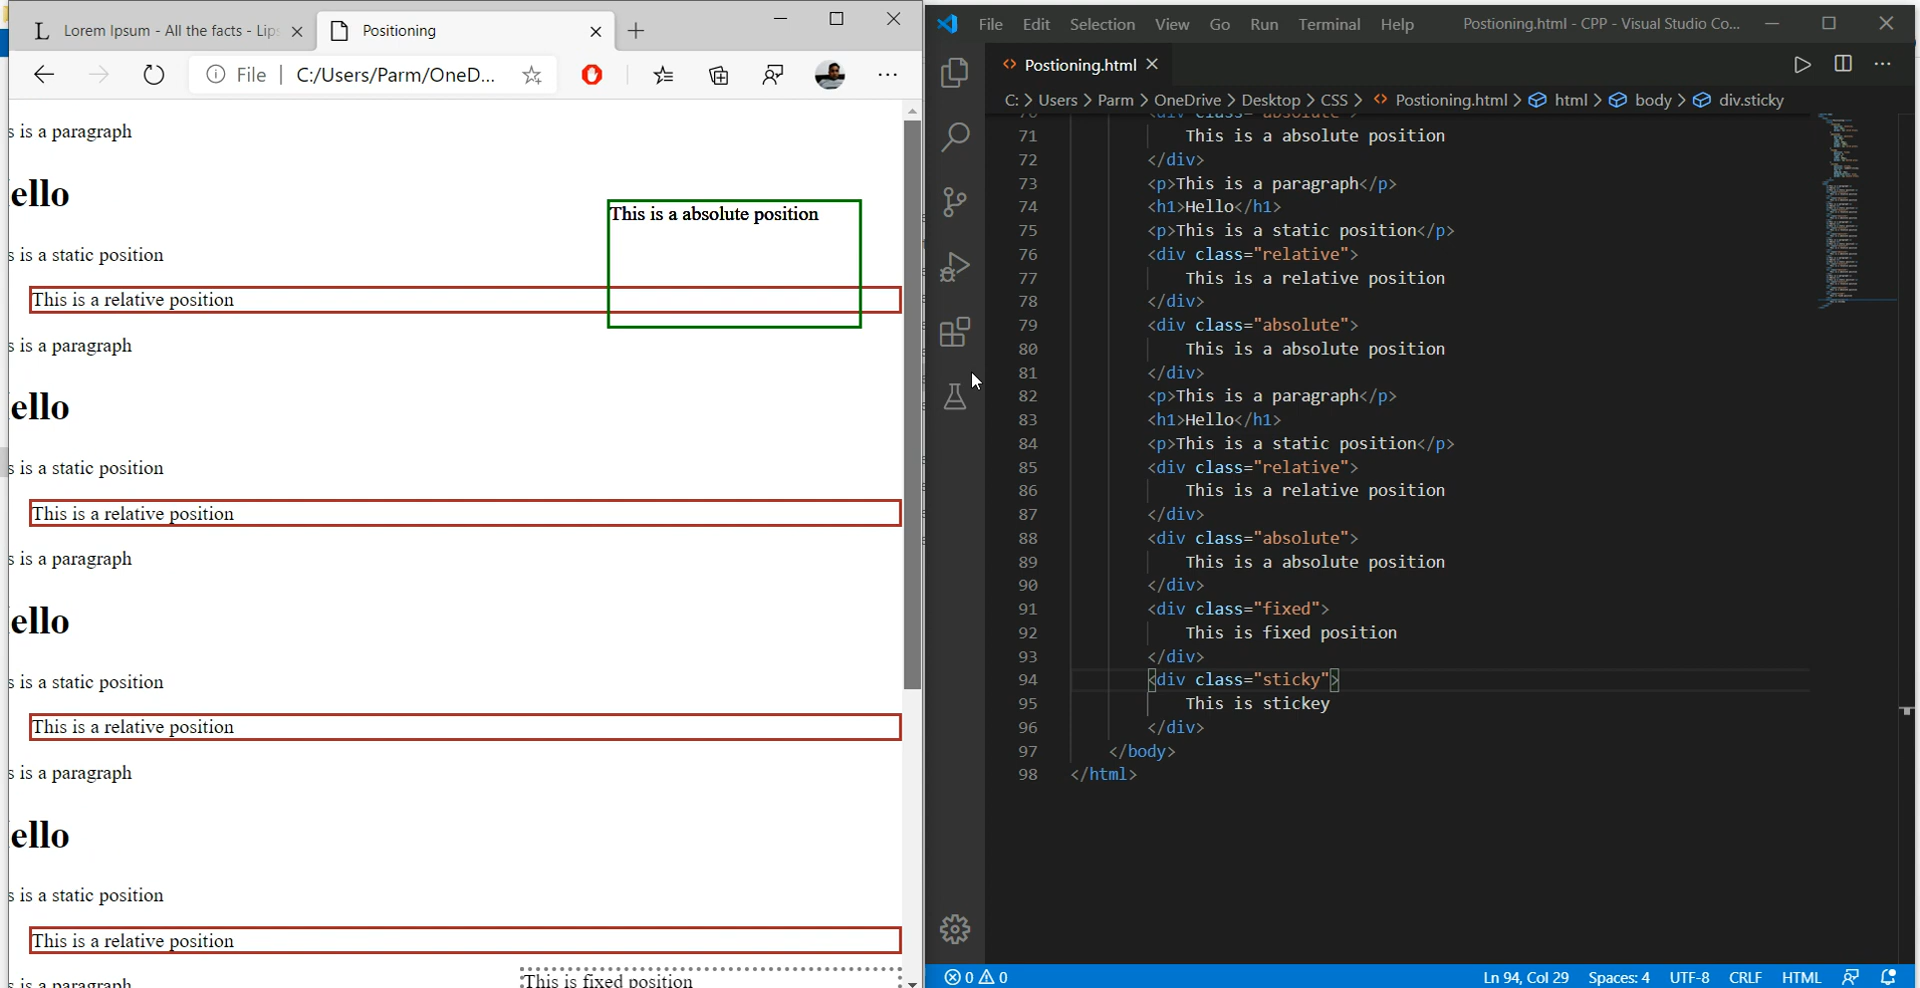 Lorem Ipsum - All the facts - Lips
Positioning
File
C:/Users/Parm/OneD...
s is a paragraph
ello
This is a absolute position
s is a static position
This is a relative position
s is a paragraph
ello
s is a static position
This is a relative position
s is a paragraph
ello
s is a static position
This is a relative position
s is a paragraph
ello
s is a static position
This is a relative position
s is a paragraph
This is fixed position
File Edit Selection View Go Run Terminal Help Postioning.html - CPP - Visual Studio Co...
Postioning.html
C: > Users > Parm > OneDrive > Desktop > CSS > Postioning.html > html > body > div.sticky
70 <div class="absolute">
71 This is a absolute position
72 </div>
73 <p>This is a paragraph</p>
74 <h1>Hello</h1>
75 <p>This is a static position</p>
76 <div class="relative">
77 This is a relative position
78 </div>
79 <div class="absolute">
80 This is a absolute position
81 </div>
82 <p>This is a paragraph</p>
83 <h1>Hello</h1>
84 <p>This is a static position</p>
85 <div class="relative">
86 This is a relative position
87 </div>
88 <div class="absolute">
89 This is a absolute position
90 </div>
91 <div class="fixed">
92 This is fixed position
93 </div>
94 <div class="sticky">
95 This is stickey
96 </div>
97 </body>
98 </html>
0 0
Ln 94, Col 29 Spaces: 4 UTF-8 CRLF HTML